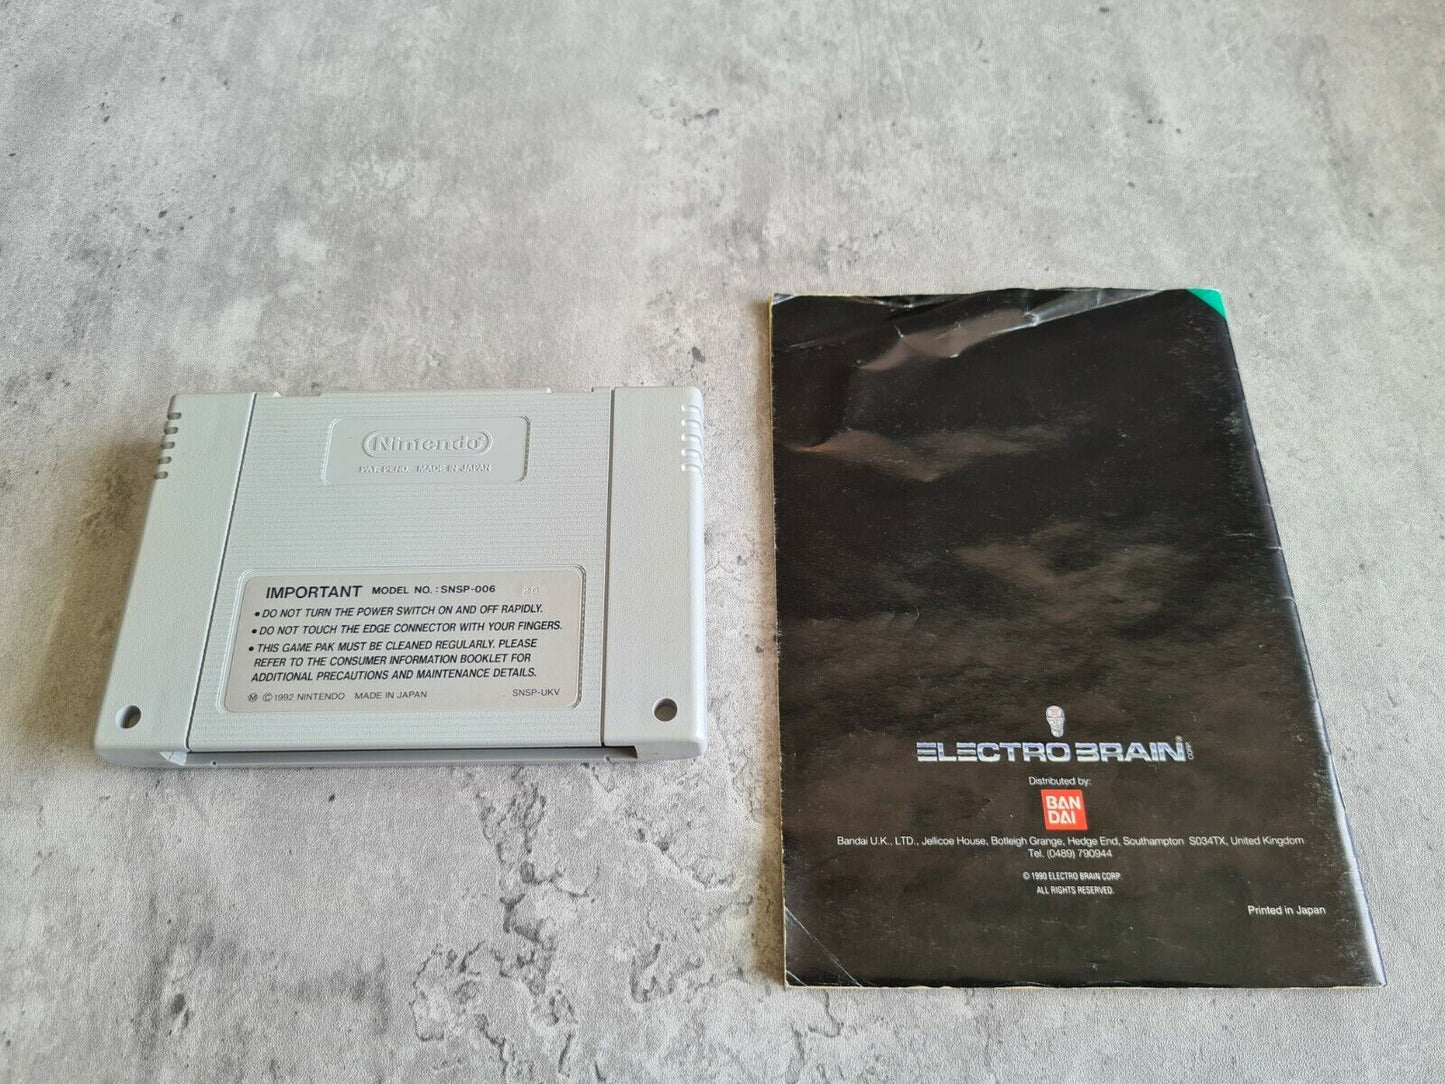 Nintendo®
PAT. PEND. MADE IN JAPAN
IMPORTANT MODEL NO. : SNSP-006 20
• DO NOT TURN THE POWER SWITCH ON AND OFF RAPIDLY.
• DO NOT TOUCH THE EDGE CONNECTOR WITH YOUR FINGERS.
• THIS GAME PAK MUST BE CLEANED REGULARLY. PLEASE
REFER TO THE CONSUMER INFORMATION BOOKLET FOR
ADDITIONAL PRECAUTIONS AND MAINTENANCE DETAILS.
Ⓜ ©1992 NINTENDO MADE IN JAPAN SNSP-UKV
ELECTRO BRAIN CORP.
Distributed by:
BAN
DAI
Bandai U.K., LTD., Jellicoe House, Botleigh Grange, Hedge End, Southampton S034TX, United Kingdom
Tel. (0489) 790944
© 1990 ELECTRO BRAIN CORP.
ALL RIGHTS RESERVED.
Printed in Japan